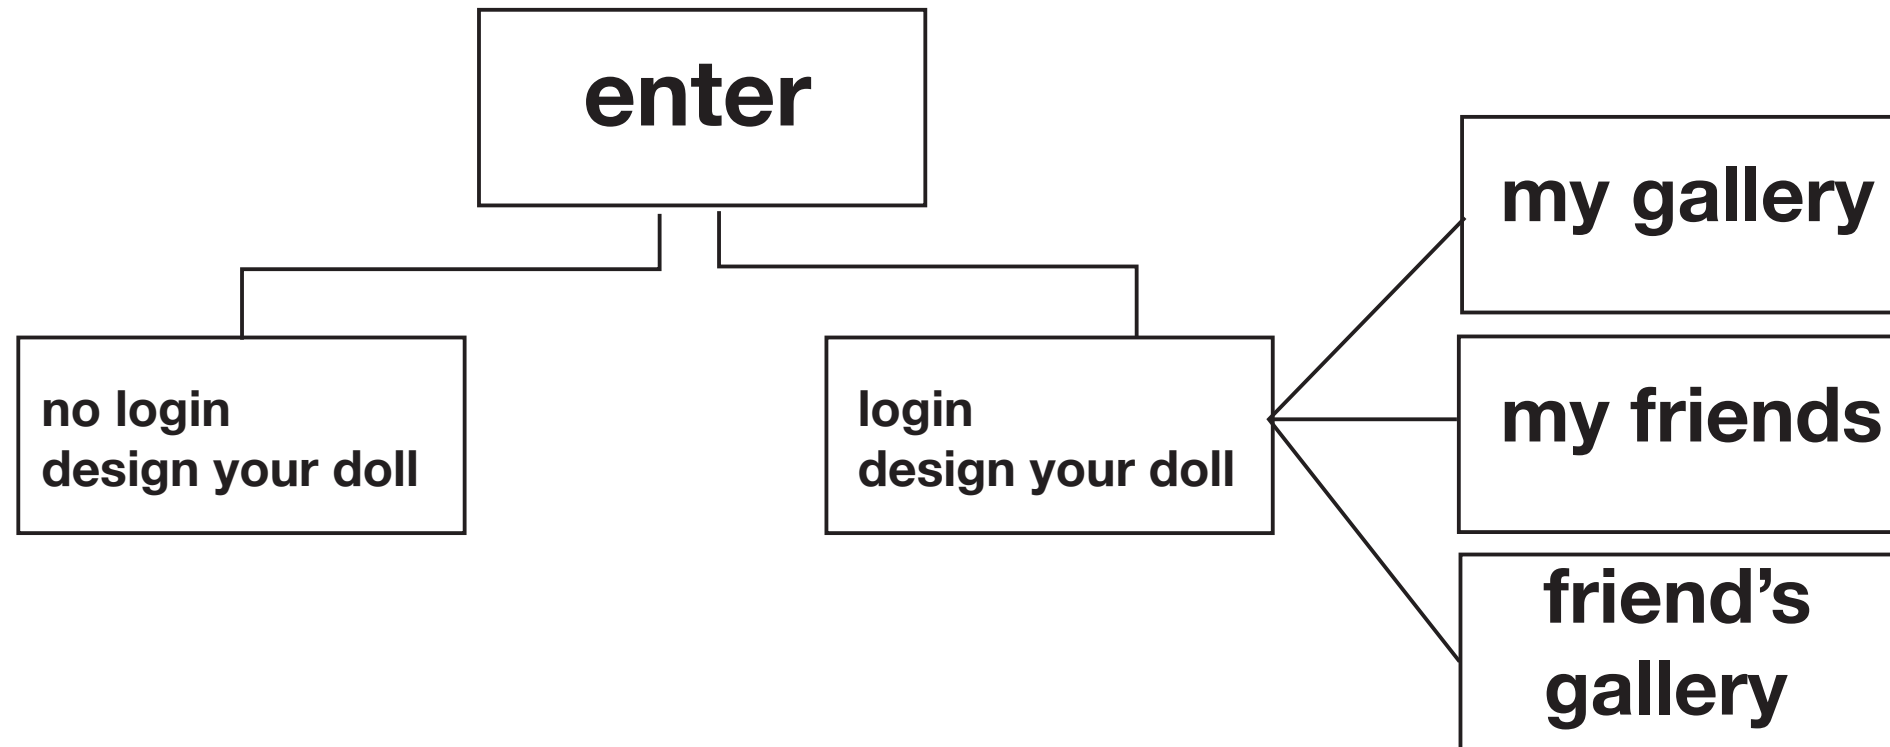 enter
my gallery
no login
design your doll
login
design your doll
my friends
friend’s
gallery